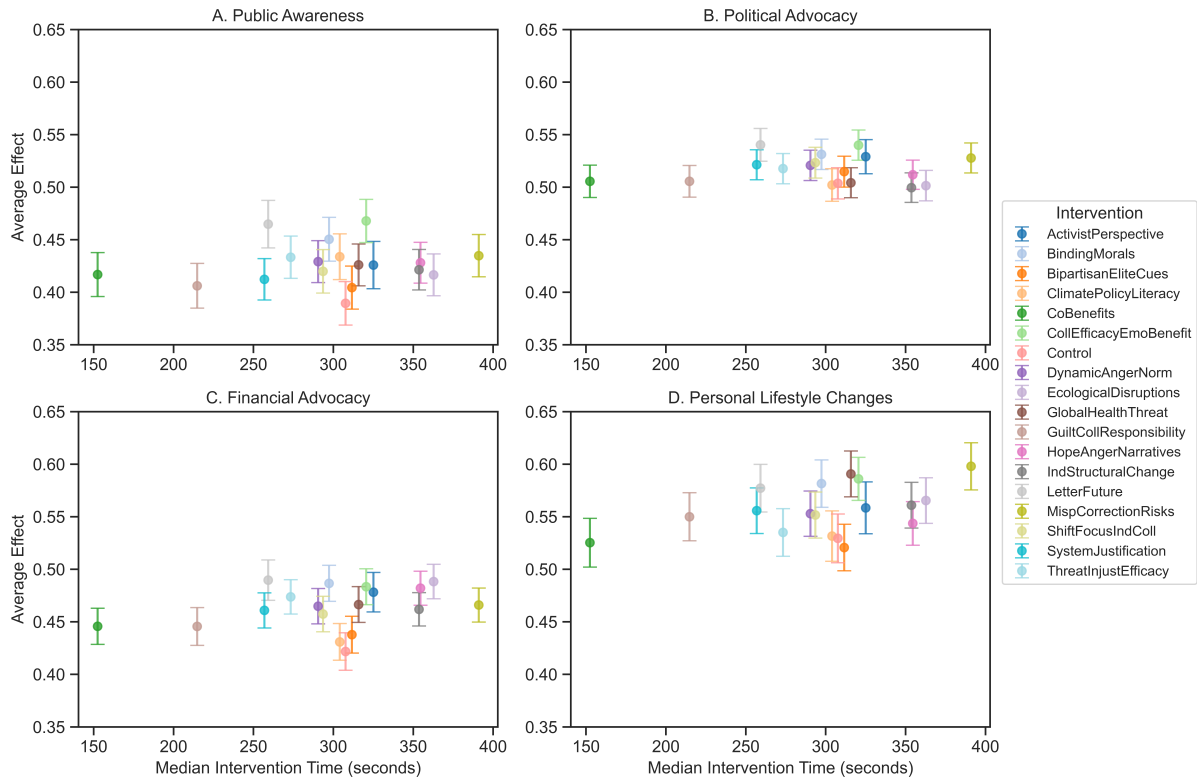 A. Public Awareness
B. Political Advocacy
0.65
0.60
0.55
0.50
0.45
0.40
0.35
Average Effect
150
200
250
300
350
400
0.65
0.60
0.55
0.50
0.45
0.40
0.35
150
200
250
300
350
400
C. Financial Advocacy
D. Personal Lifestyle Changes
0.65
0.60
0.55
0.50
0.45
0.40
0.35
Average Effect
150
200
250
300
350
400
Median Intervention Time (seconds)
0.65
0.60
0.55
0.50
0.45
0.40
0.35
150
200
250
300
350
400
Median Intervention Time (seconds)
Intervention
ActivistPerspective
BindingMorals
BipartisanEliteCues
ClimatePolicyLiteracy
CoBenefits
CollEfficacyEmoBenefit
Control
DynamicAngerNorm
EcologicalDisruptions
GlobalHealthThreat
GuiltCollResponsibility
HopeAngerNarratives
IndStructuralChange
LetterFuture
MispCorrectionRisks
ShiftFocusIndColl
SystemJustification
ThreatInjustEfficacy